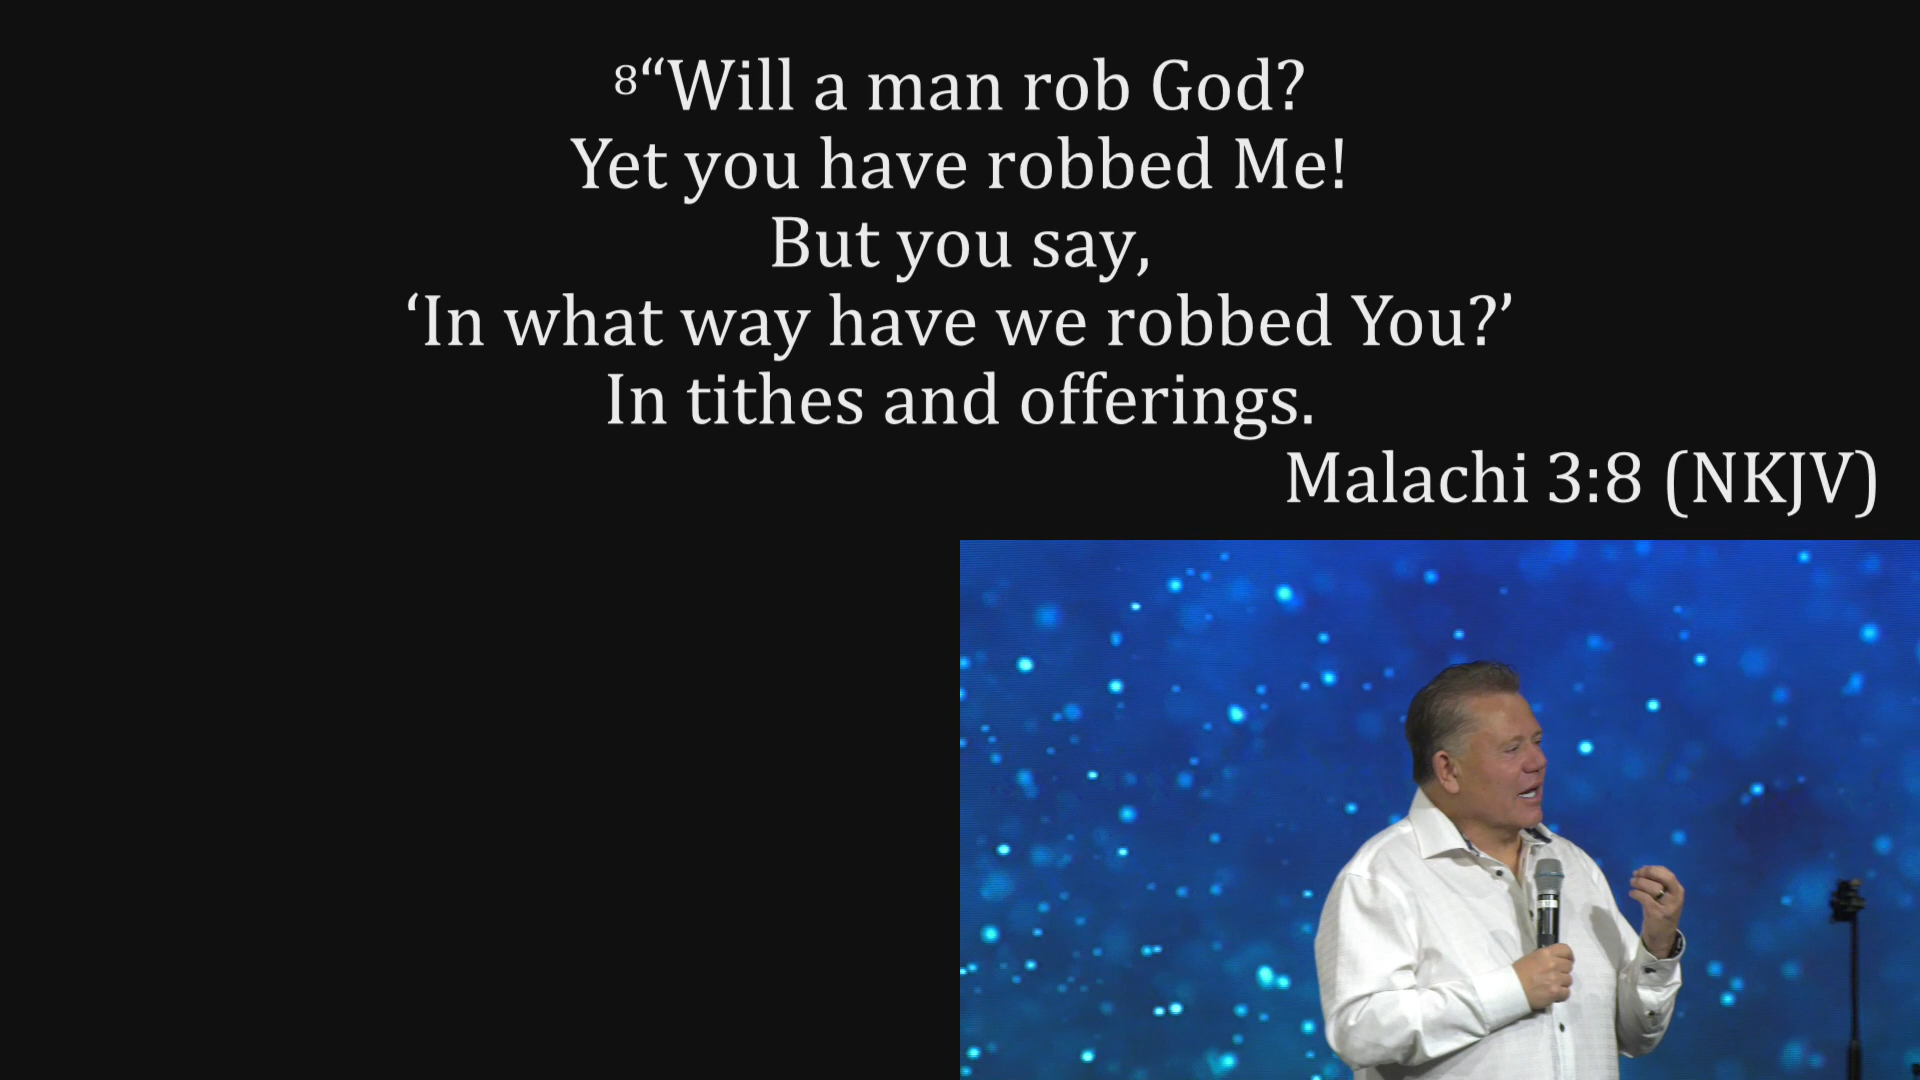 8“Will a man rob God?
Yet you have robbed Me!
But you say,
‘In what way have we robbed You?’
In tithes and offerings.
Malachi 3:8 (NKJV)